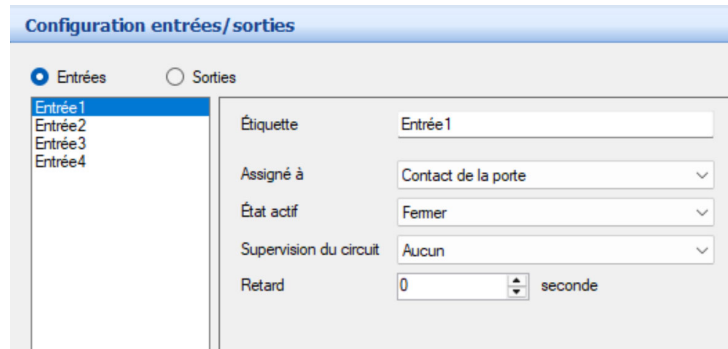 Configuration entrées/sorties
Entrées Sorties
Entrée1
Entrée2
Entrée3
Entrée4
Étiquette Entrée1
Assigné à Contact de la porte
État actif Fermer
Supervision du circuit Aucun
Retard 0 seconde